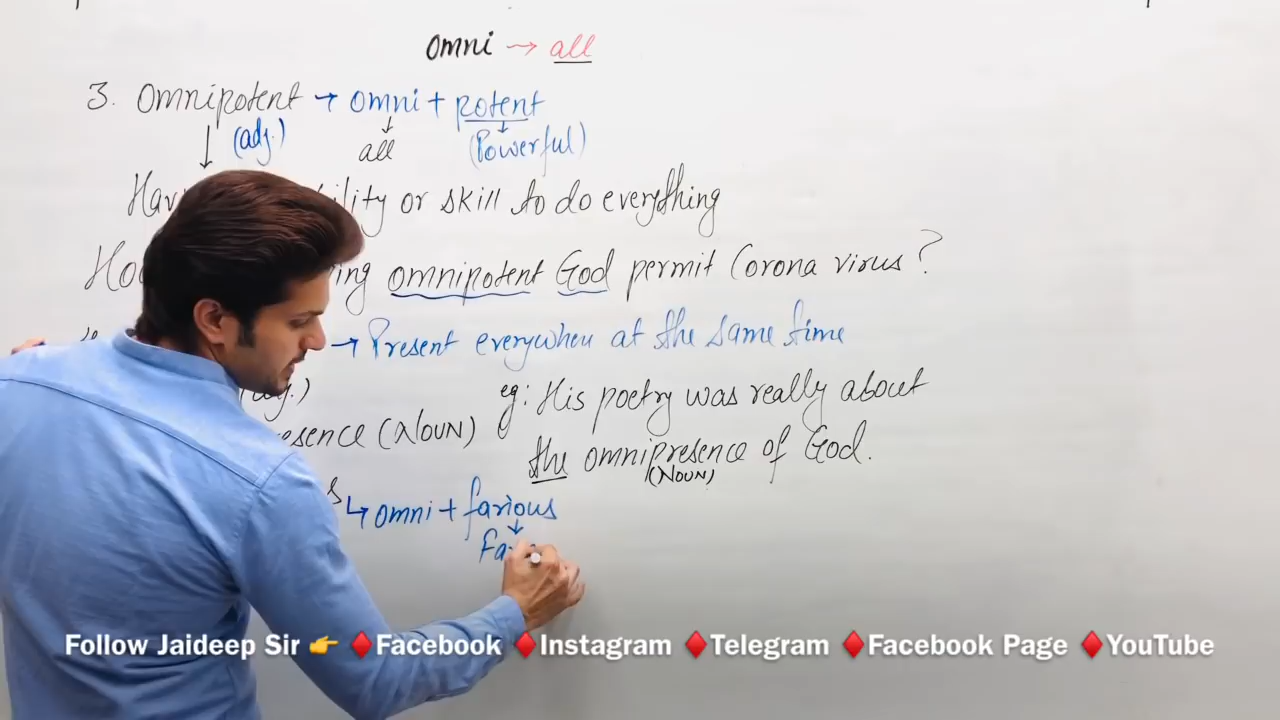 omni → all
3. Omnipotent → omni + potent
(adj.) all (Powerful)
Hav ility or skill to do everything
Ho ing omnipotent God permit Corona virus?
→ Present everywhere at the same time
eg: His poetry was really about
esence (NOUN)
the omnipresence of God.
(NOUN)
s ↳ omni + farious
fa
Follow Jaideep Sir 👉 ♦Facebook ♦Instagram ♦Telegram ♦Facebook Page ♦YouTube